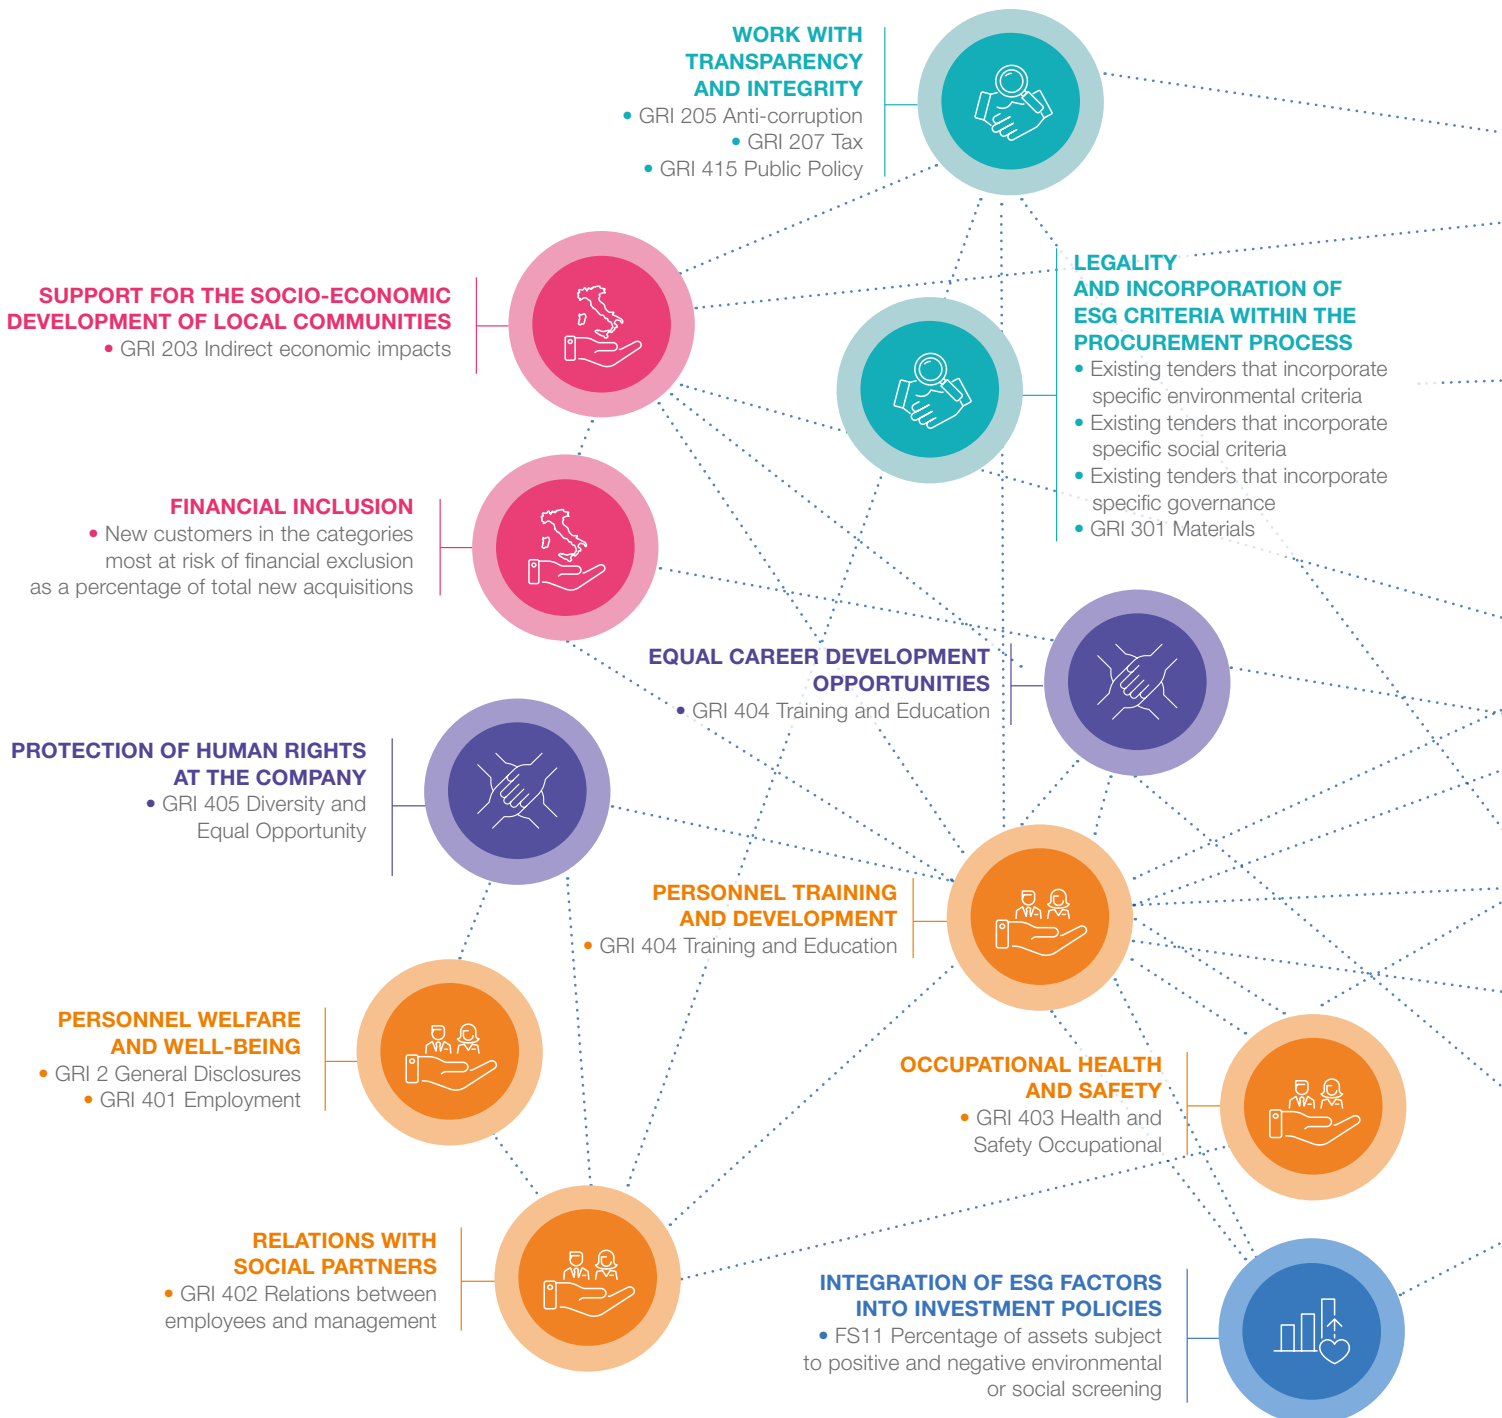 WORK WITH
TRANSPARENCY
AND INTEGRITY
• GRI 205 Anti-corruption
• GRI 207 Tax
• GRI 415 Public Policy
SUPPORT FOR THE SOCIO-ECONOMIC
DEVELOPMENT OF LOCAL COMMUNITIES
• GRI 203 Indirect economic impacts
LEGALITY
AND INCORPORATION OF
ESG CRITERIA WITHIN THE
PROCUREMENT PROCESS
• Existing tenders that incorporate
specific environmental criteria
• Existing tenders that incorporate
specific social criteria
• Existing tenders that incorporate
specific governance
• GRI 301 Materials
FINANCIAL INCLUSION
• New customers in the categories
most at risk of financial exclusion
as a percentage of total new acquisitions
EQUAL CAREER DEVELOPMENT
OPPORTUNITIES
• GRI 404 Training and Education
PROTECTION OF HUMAN RIGHTS
AT THE COMPANY
• GRI 405 Diversity and
Equal Opportunity
PERSONNEL TRAINING
AND DEVELOPMENT
• GRI 404 Training and Education
PERSONNEL WELFARE
AND WELL-BEING
• GRI 2 General Disclosures
• GRI 401 Employment
OCCUPATIONAL HEALTH
AND SAFETY
• GRI 403 Health and
Safety Occupational
RELATIONS WITH
SOCIAL PARTNERS
• GRI 402 Relations between
employees and management
INTEGRATION OF ESG FACTORS
INTO INVESTMENT POLICIES
• FS11 Percentage of assets subject
to positive and negative environmental
or social screening